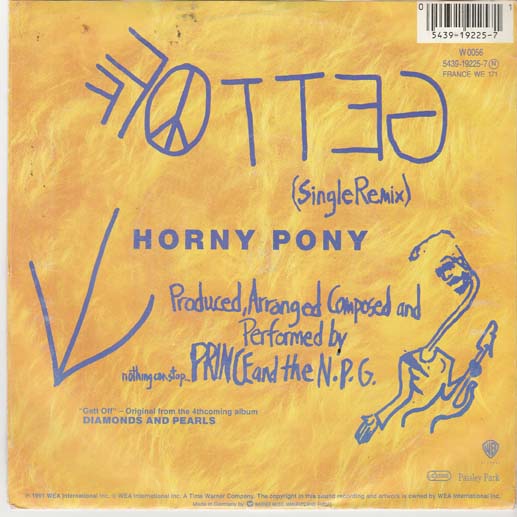 0 1
5439-19225-7
W 0056
5439-19225-7 Ⓝ
FRANCE WE 171
GETT OFF
(Single Remix)
HORNY PONY
Produced, Arranged Composed and
Performed by
nothing can stop... PRINCE and the N.P.G.
"Gett Off" – Original from the 4thcoming album
DIAMONDS AND PEARLS
Paisley Park
℗ 1991 WEA International Inc. © WEA International Inc. A Time Warner Company. The copyright in this sound recording and artwork is owned by WEA International Inc.
Made in Germany by